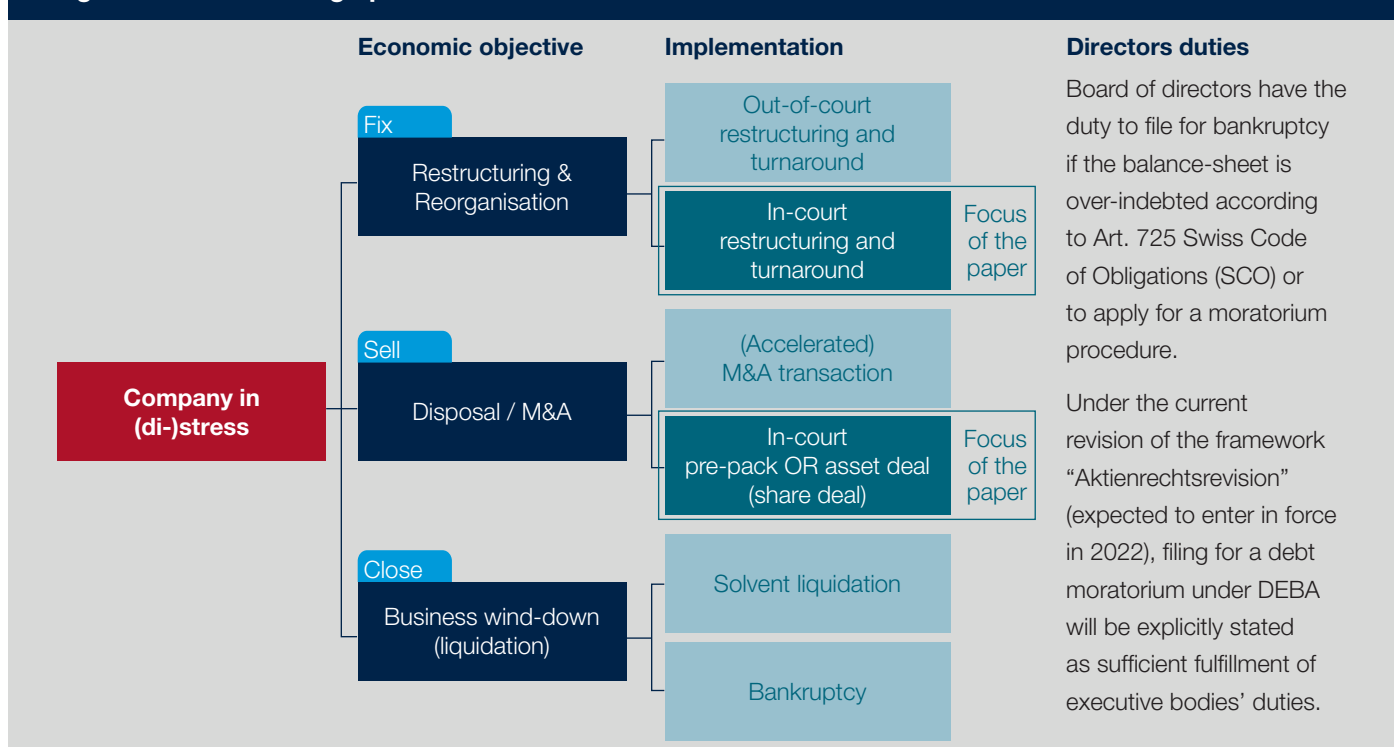 Economic objective
Implementation
Directors duties
Company in
(di-)stress
Fix
Restructuring &
Reorganisation
Out-of-court
restructuring and
turnaround
In-court
restructuring and
turnaround
Focus
of the
paper
Sell
Disposal / M&A
(Accelerated)
M&A transaction
In-court
pre-pack OR asset deal
(share deal)
Focus
of the
paper
Close
Business wind-down
(liquidation)
Solvent liquidation
Bankruptcy
Board of directors have the
duty to file for bankruptcy
if the balance-sheet is
over-indebted according
to Art. 725 Swiss Code
of Obligations (SCO) or
to apply for a moratorium
procedure.
Under the current
revision of the framework
“Aktienrechtsrevision”
(expected to enter in force
in 2022), filing for a debt
moratorium under DEBA
will be explicitly stated
as sufficient fulfillment of
executive bodies’ duties.